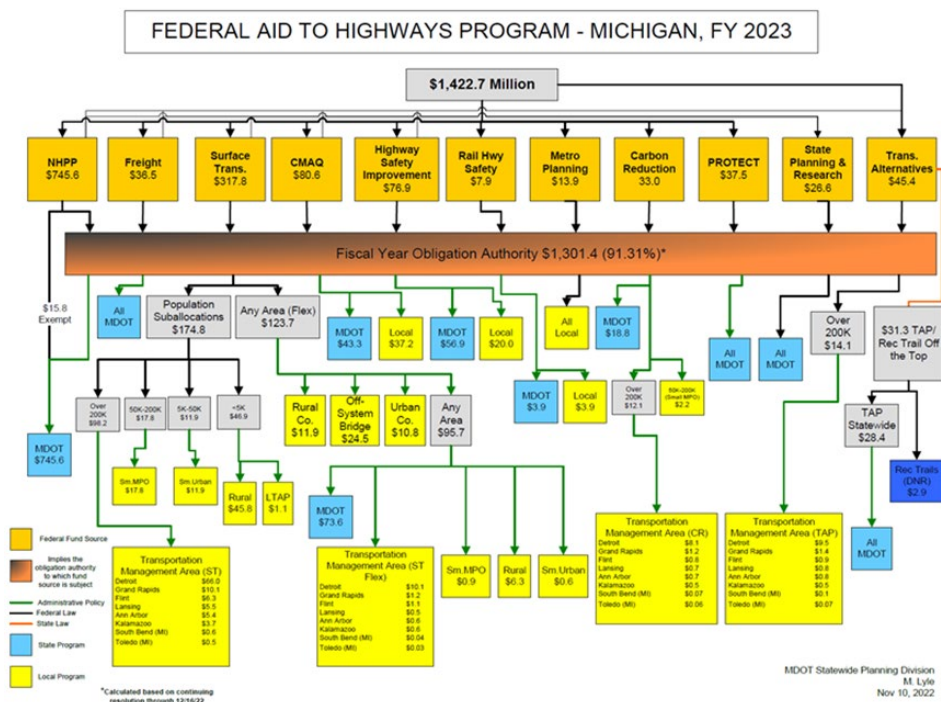 FEDERAL AID TO HIGHWAYS PROGRAM - MICHIGAN, FY 2023
$1,422.7 Million
NHPP
$745.6
Freight
$36.5
Surface
Trans.
$317.8
CMAQ
$80.6
Highway
Safety
Improvement
$76.9
Rail Hwy
Safety
$7.9
Metro
Planning
$13.9
Carbon
Reduction
33.0
PROTECT
$37.5
State
Planning &
Research
$26.6
Trans.
Alternatives
$45.4
Fiscal Year Obligation Authority $1,301.4 (91.31%)*
$15.8
Exempt
All
MDOT
Population
Suballocations
$174.8
Any Area (Flex)
$123.7
MDOT
$43.3
Local
$37.2
MDOT
$56.9
Local
$20.0
All
Local
MDOT
$18.8
All
MDOT
All
MDOT
Over
200K
$14.1
$31.3 TAP/
Rec Trail Off
the Top
Over
200K
$98.2
50K-200K
$17.8
5K-50K
$11.9
<5K
$46.9
Rural
Co.
$11.9
Off-
System
Bridge
$24.5
Urban
Co.
$10.8
Any
Area
$95.7
MDOT
$3.9
Local
$3.9
Over
200K
$12.1
50K-200K
(Small MPO)
$2.2
TAP
Statewide
$28.4
MDOT
$745.6
Sm.MPO
$17.8
Sm.Urban
$11.9
Rural
$45.8
LTAP
$1.1
Rec Trails
(DNR)
$2.9
MDOT
$73.6
Sm.MPO
$0.9
Rural
$6.3
Sm.Urban
$0.6
All
MDOT
Transportation
Management Area (ST)
Detroit $66.0
Grand Rapids $10.1
Flint $6.3
Lansing $5.5
Ann Arbor $5.4
Kalamazoo $3.7
South Bend (MI) $0.6
Toledo (MI) $0.5
Transportation
Management Area (ST
Flex)
Detroit $10.1
Grand Rapids $1.2
Flint $1.1
Lansing $0.5
Ann Arbor $0.6
Kalamazoo $0.6
South Bend (MI) $0.04
Toledo (MI) $0.03
Transportation
Management Area (CR)
Detroit $8.1
Grand Rapids $1.2
Flint $0.8
Lansing $0.7
Ann Arbor $0.7
Kalamazoo $0.5
South Bend (MI) $0.07
Toledo (MI) $0.06
Transportation
Management Area (TAP)
Detroit $9.5
Grand Rapids $1.4
Flint $0.9
Lansing $0.8
Ann Arbor $0.8
Kalamazoo $0.5
South Bend (MI) $0.1
Toledo (MI) $0.07
Federal Fund Source
Implies the
obligation authority
to which fund
source is subject
Administrative Policy
Federal Law
State Law
State Program
Local Program
*Calculated based on continuing
resolution through 12/16/22
MDOT Statewide Planning Division
M. Lyle
Nov 10, 2022